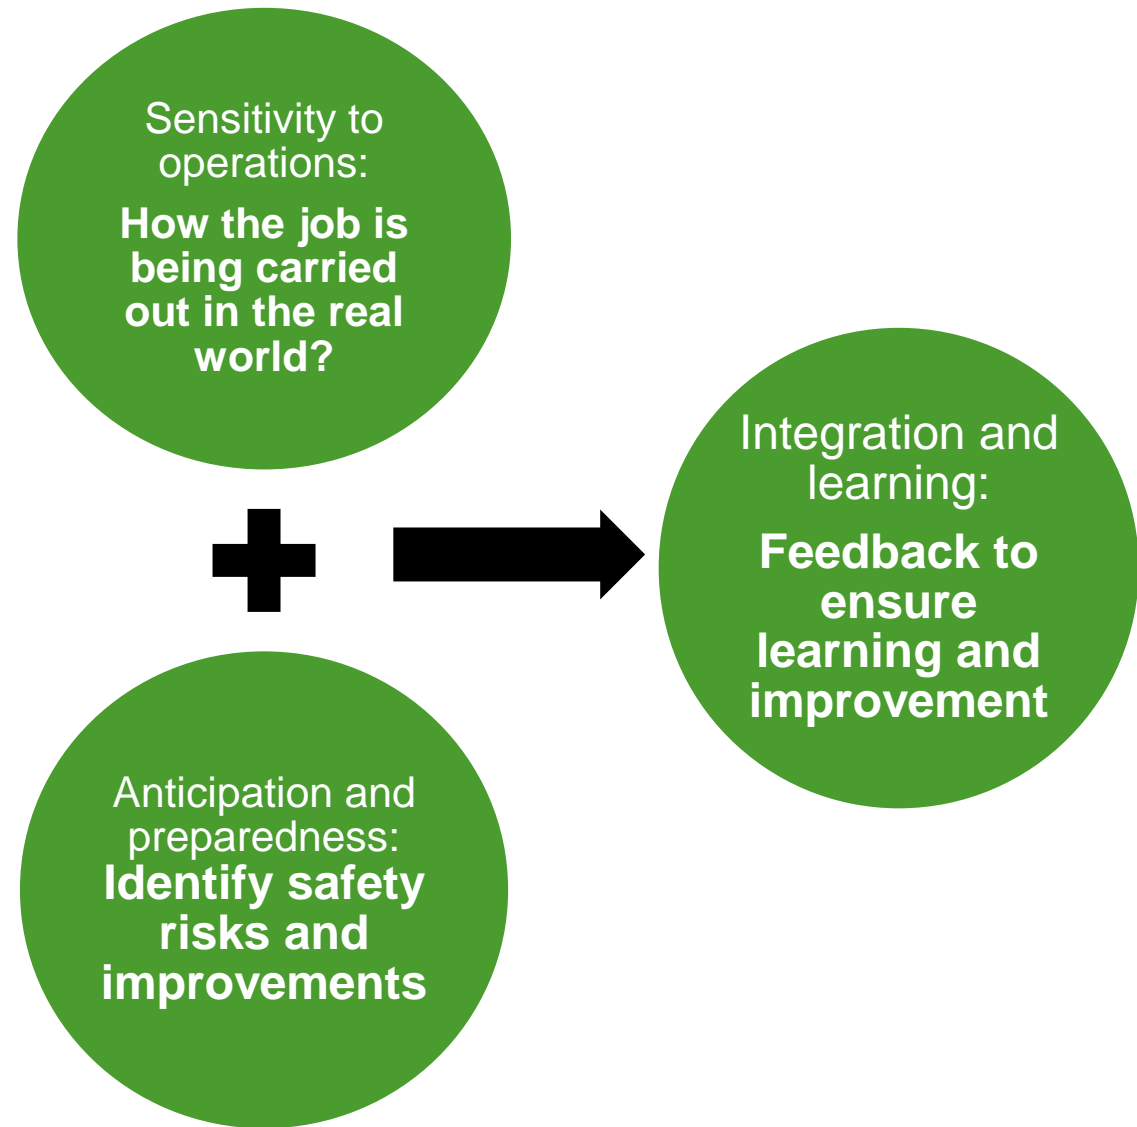 Sensitivity to
operations:
How the job is
being carried
out in the real
world?
Anticipation and
preparedness:
Identify safety
risks and
improvements
Integration and
learning:
Feedback to
ensure
learning and
improvement